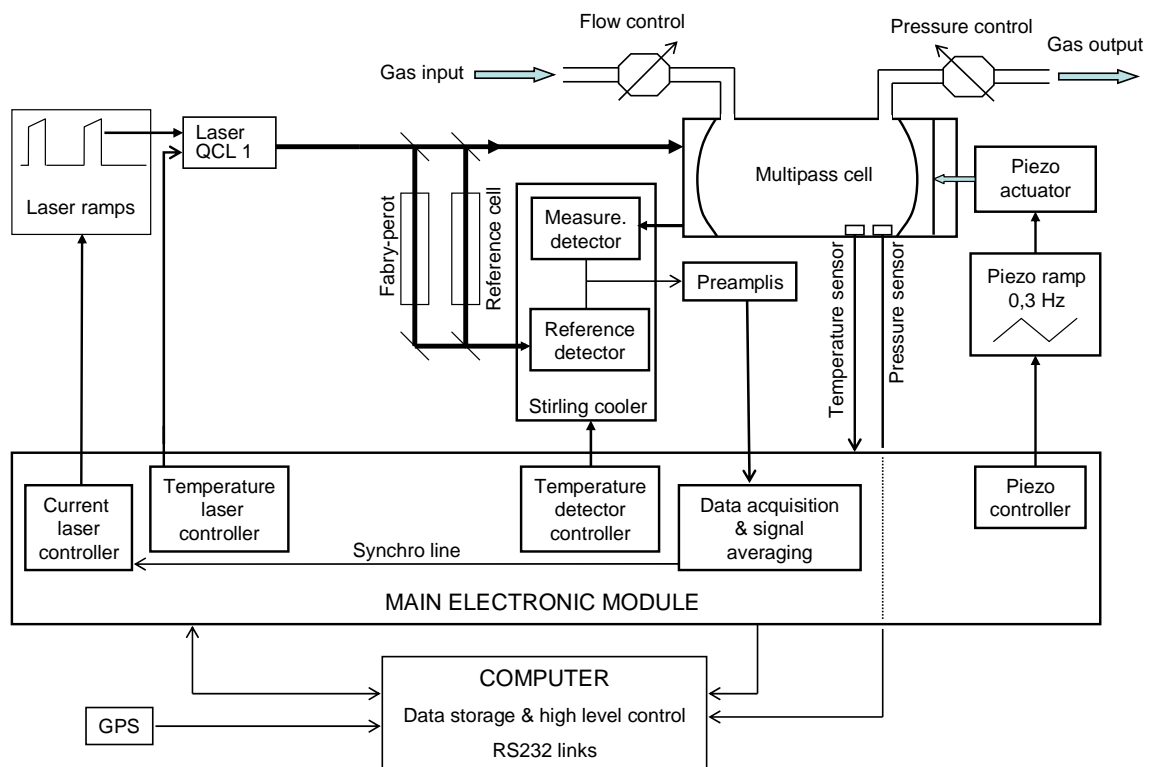 Flow control
Pressure control
Gas input
Gas output
Laser
QCL 1
Laser ramps
Multipass cell
Piezo
actuator
Fabry-perot
Reference cell
Measure.
detector
Preamplis
Reference
detector
Stirling cooler
Temperature sensor
Pressure sensor
Piezo ramp
0,3 Hz
Current
laser
controller
Temperature
laser
controller
Temperature
detector
controller
Data acquisition
& signal
averaging
Piezo
controller
Synchro line
MAIN ELECTRONIC MODULE
COMPUTER
Data storage & high level control
RS232 links
GPS